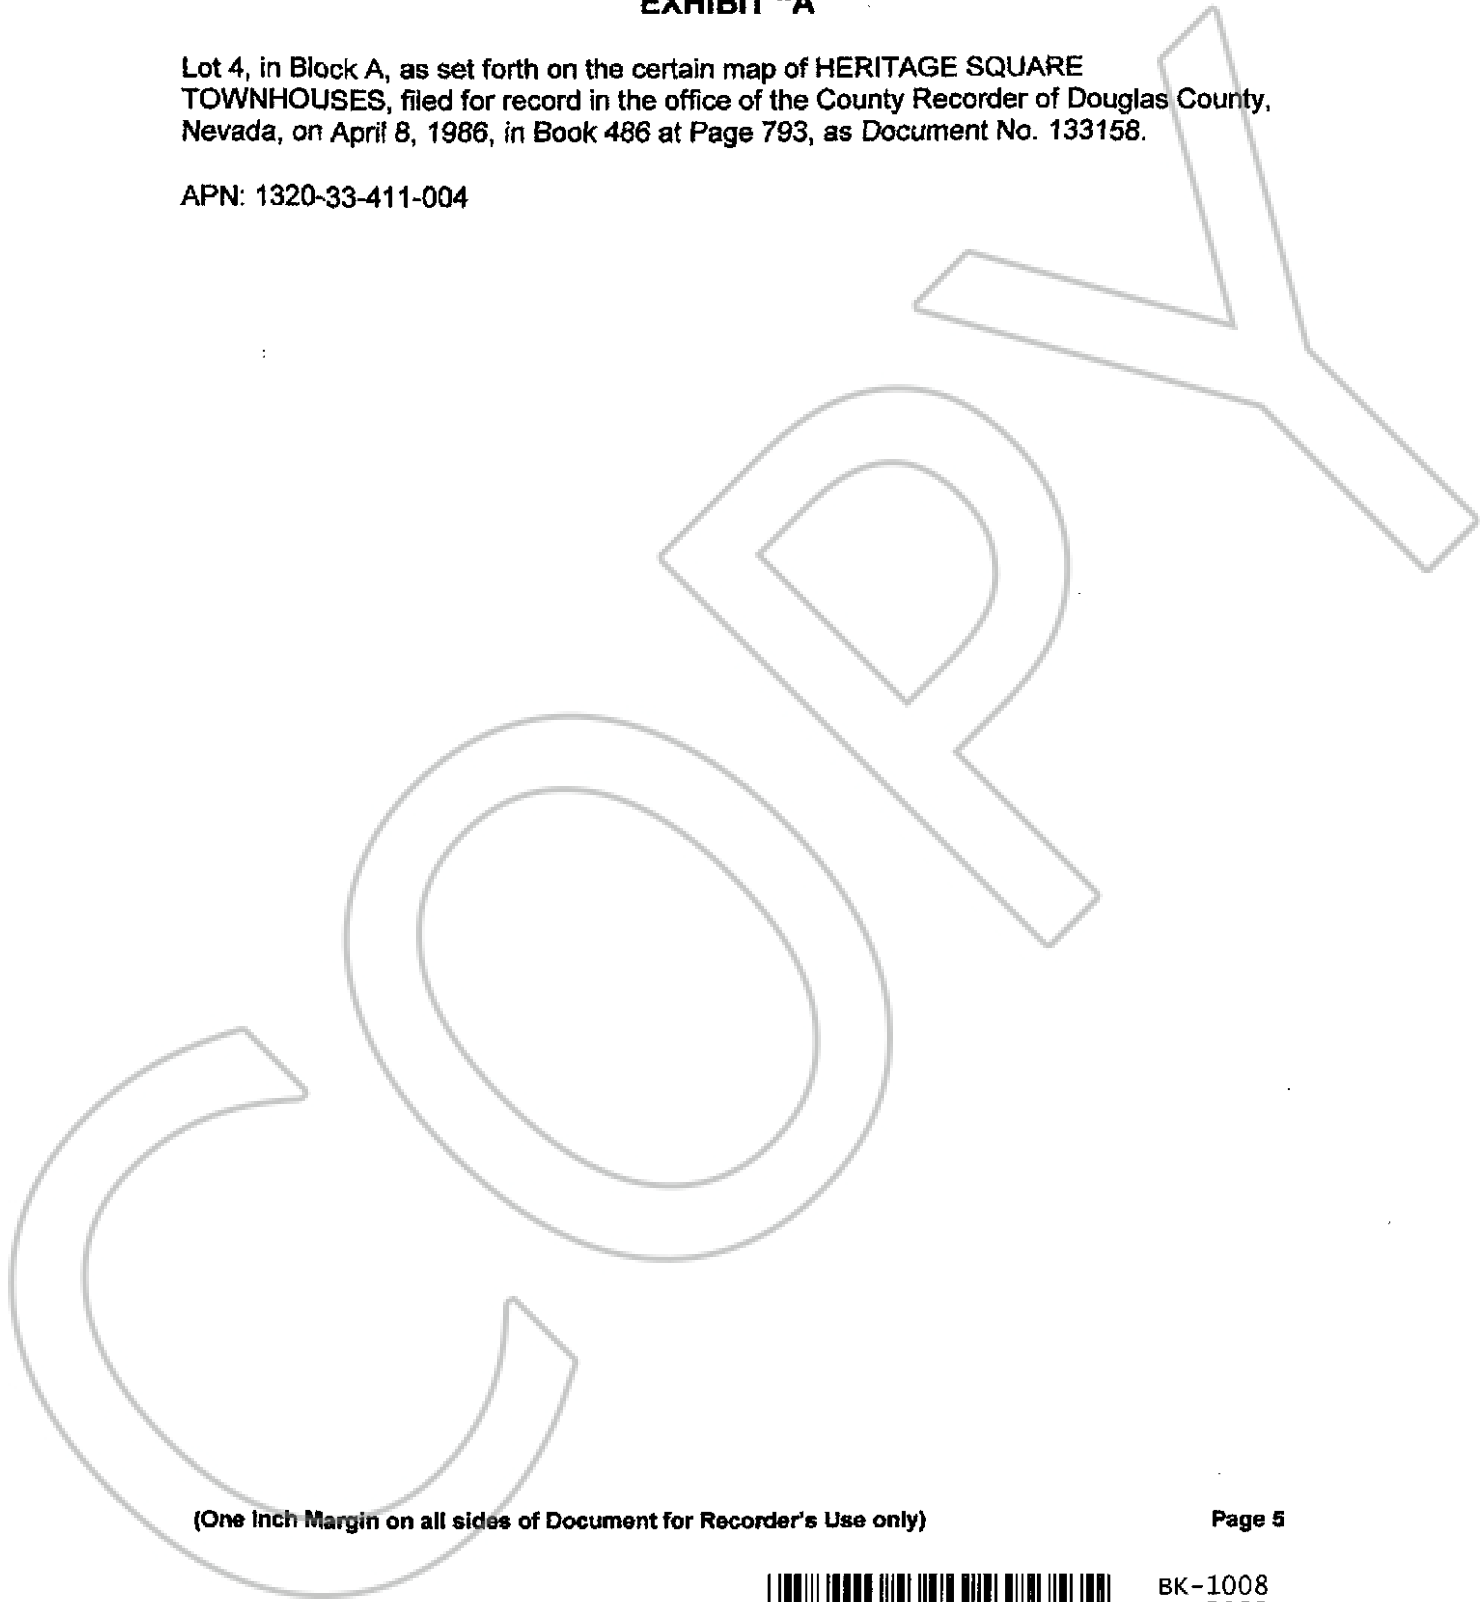 EXHIBIT "A
Lot 4, in Block A, as set forth on the certain map of HERITAGE SQUARE
TOWNHOUSES, filed for record in the office of the County Recorder of Douglas County,
Nevada, on April 8, 1986, in Book 486 at Page 793, as Document No. 133158.
APN: 1320-33-411-004
COPY
(One Inch Margin on all sides of Document for Recorder's Use only) Page 5
BK-1008